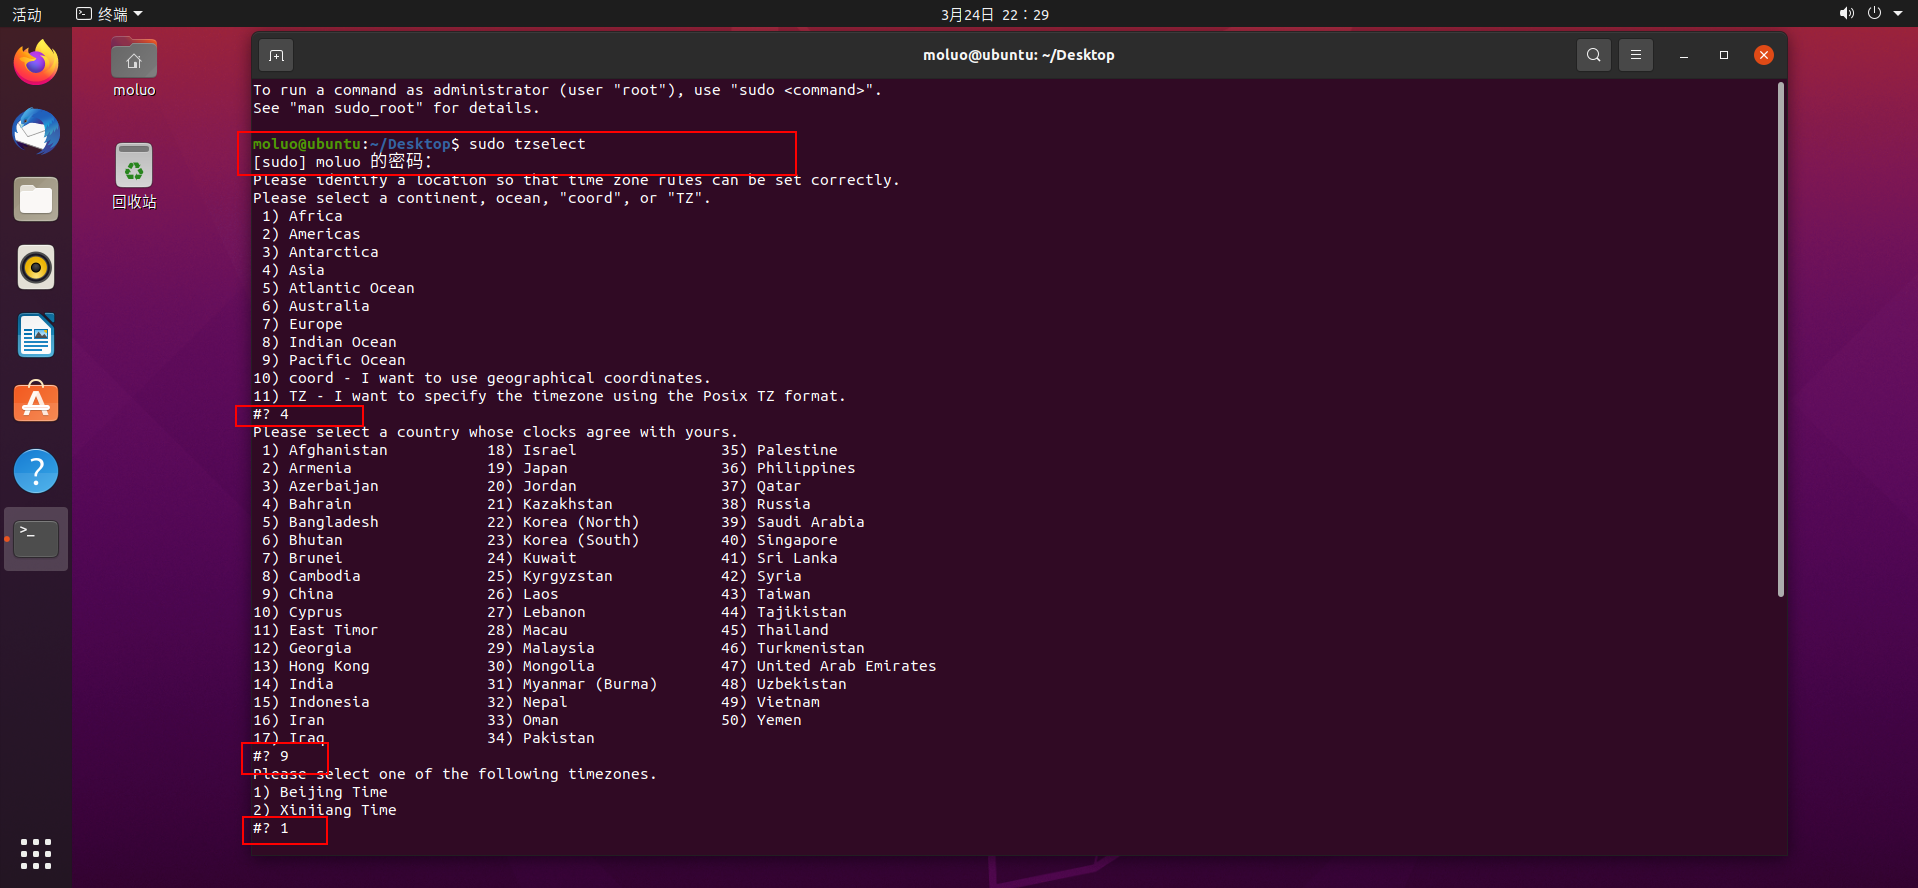 活动
终端
3月24日 22：29
moluo
回收站
moluo@ubuntu: ~/Desktop
To run a command as administrator (user "root"), use "sudo <command>".
See "man sudo_root" for details.
moluo@ubuntu:~/Desktop$ sudo tzselect
[sudo] moluo 的密码：
Please identify a location so that time zone rules can be set correctly.
Please select a continent, ocean, "coord", or "TZ".
1) Africa
2) Americas
3) Antarctica
4) Asia
5) Atlantic Ocean
6) Australia
7) Europe
8) Indian Ocean
9) Pacific Ocean
10) coord - I want to use geographical coordinates.
11) TZ - I want to specify the timezone using the Posix TZ format.
#? 4
Please select a country whose clocks agree with yours.
1) Afghanistan 18) Israel 35) Palestine
2) Armenia 19) Japan 36) Philippines
3) Azerbaijan 20) Jordan 37) Qatar
4) Bahrain 21) Kazakhstan 38) Russia
5) Bangladesh 22) Korea (North) 39) Saudi Arabia
6) Bhutan 23) Korea (South) 40) Singapore
7) Brunei 24) Kuwait 41) Sri Lanka
8) Cambodia 25) Kyrgyzstan 42) Syria
9) China 26) Laos 43) Taiwan
10) Cyprus 27) Lebanon 44) Tajikistan
11) East Timor 28) Macau 45) Thailand
12) Georgia 29) Malaysia 46) Turkmenistan
13) Hong Kong 30) Mongolia 47) United Arab Emirates
14) India 31) Myanmar (Burma) 48) Uzbekistan
15) Indonesia 32) Nepal 49) Vietnam
16) Iran 33) Oman 50) Yemen
17) Iraq 34) Pakistan
#? 9
Please select one of the following timezones.
1) Beijing Time
2) Xinjiang Time
#? 1